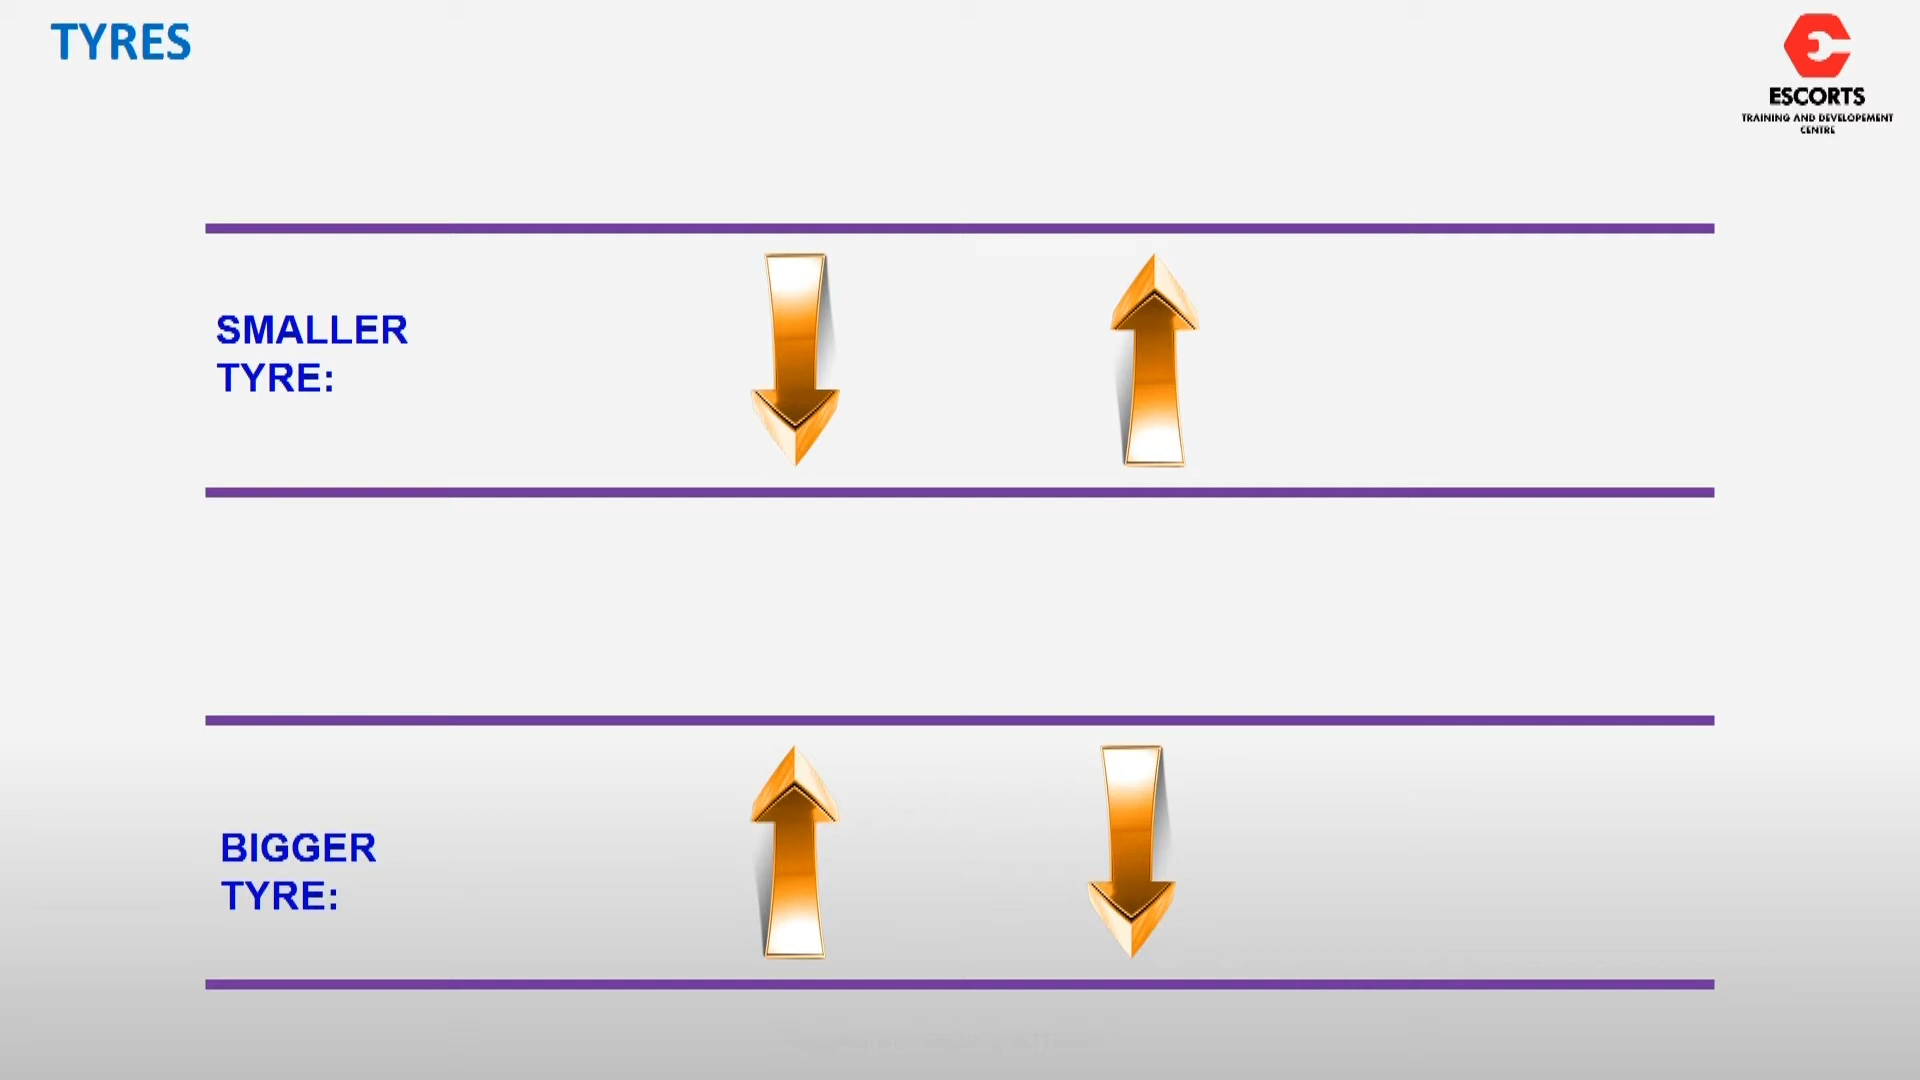 TYRES
ESCORTS
TRAINING AND DEVELOPEMENT
CENTRE
SMALLER
TYRE:
BIGGER
TYRE: